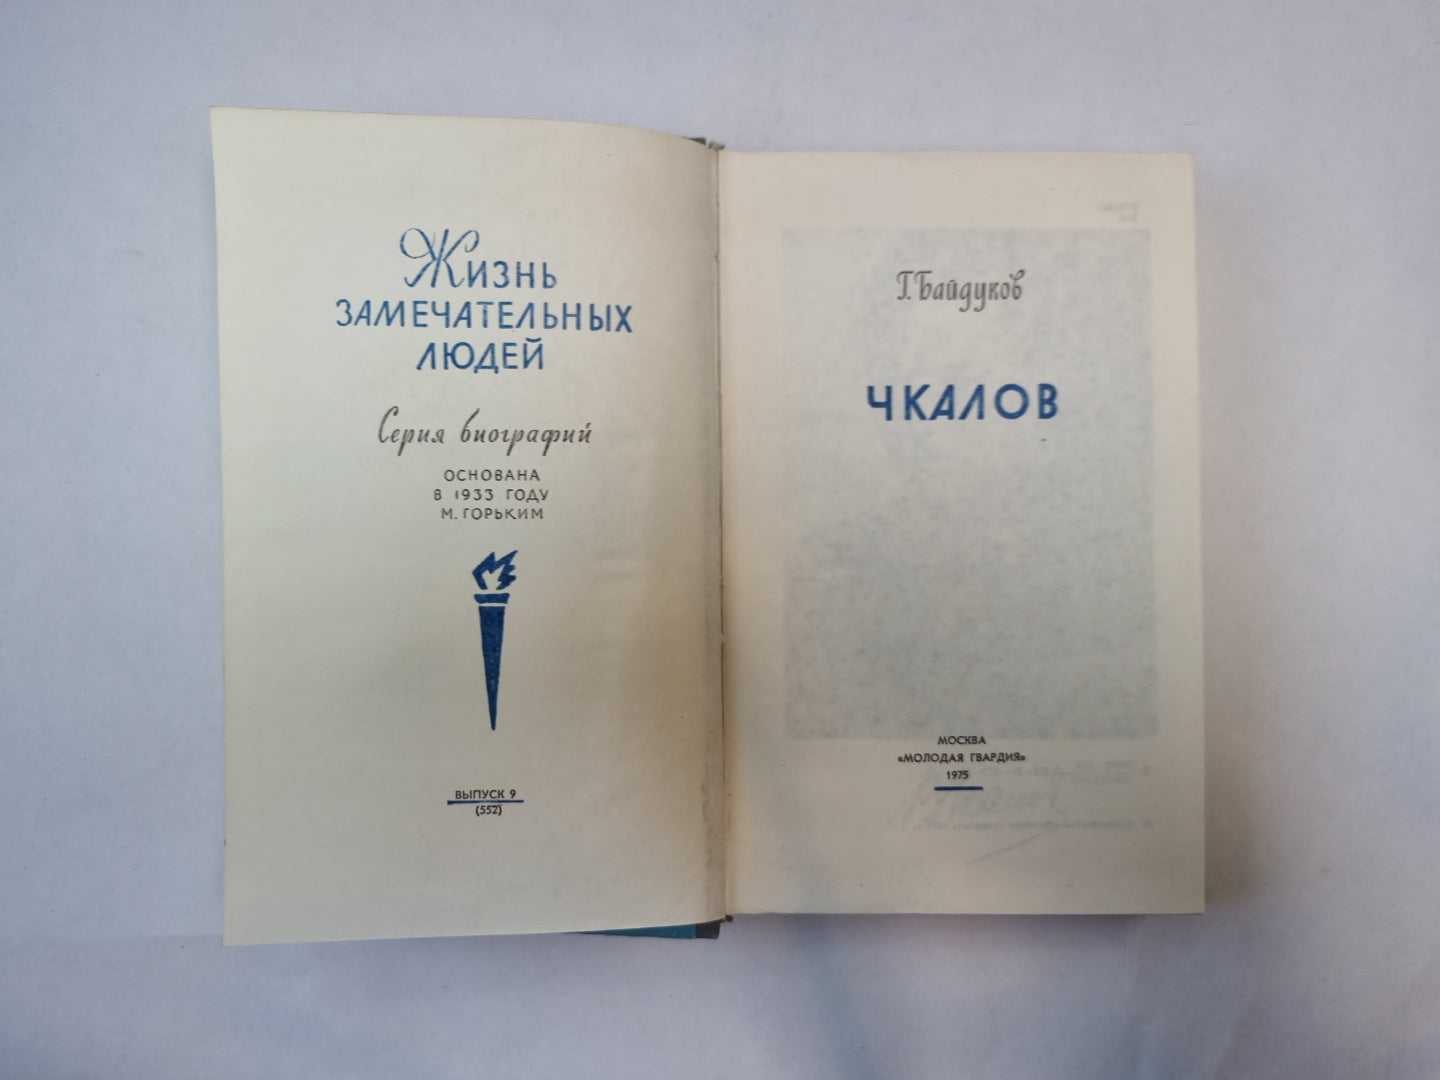 Жизнь
ЗАМЕЧАТЕЛЬНЫХ
ЛЮДЕЙ
Серия биографий
ОСНОВАНА
В 1933 ГОДУ
М. ГОРЬКИМ
ВЫПУСК 9
(552)
Г. Байдуков
ЧКАЛОВ
МОСКВА
«МОЛОДАЯ ГВАРДИЯ»
1975